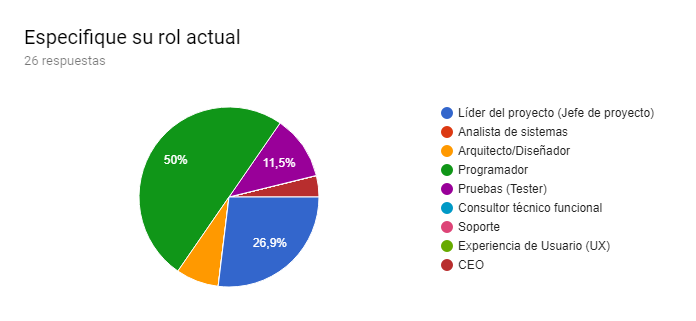 Especifique su rol actual
26 respuestas
50%
11,5%
26,9%
Líder del proyecto (Jefe de proyecto)
Analista de sistemas
Arquitecto/Diseñador
Programador
Pruebas (Tester)
Consultor técnico funcional
Soporte
Experiencia de Usuario (UX)
CEO